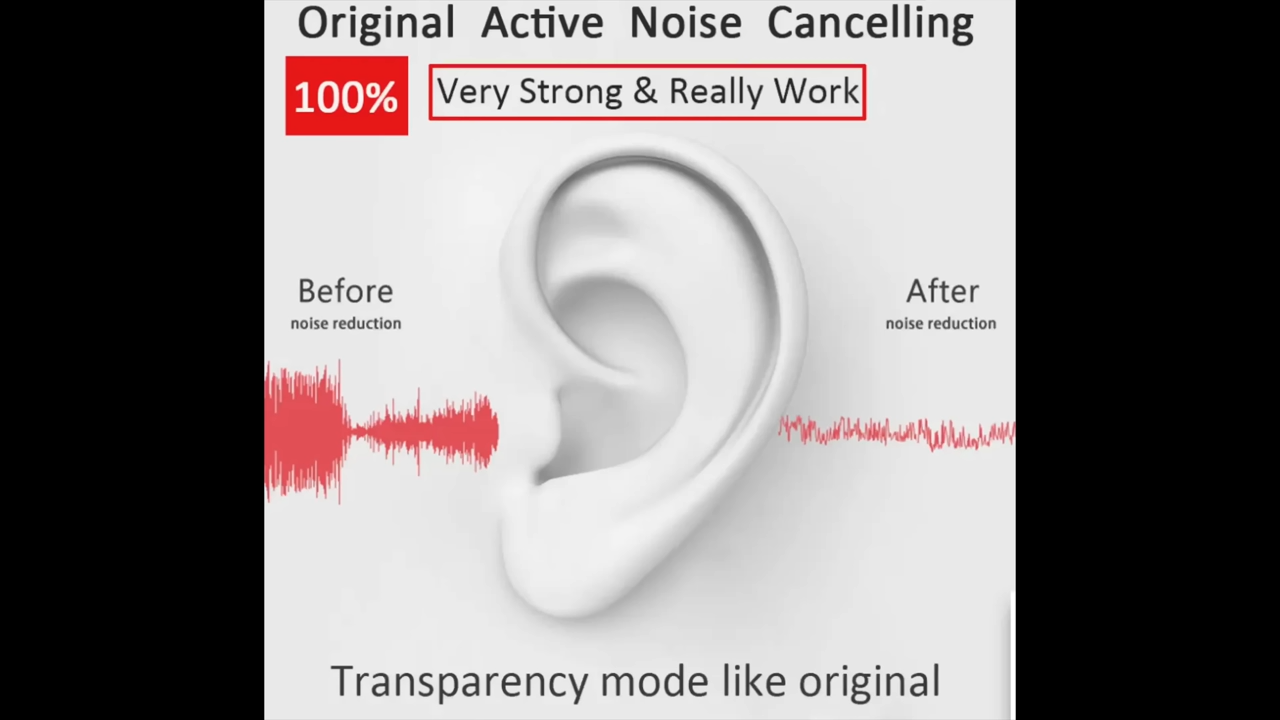 Original Active Noise Cancelling
100%
Very Strong & Really Work
Before
noise reduction
After
noise reduction
Transparency mode like original